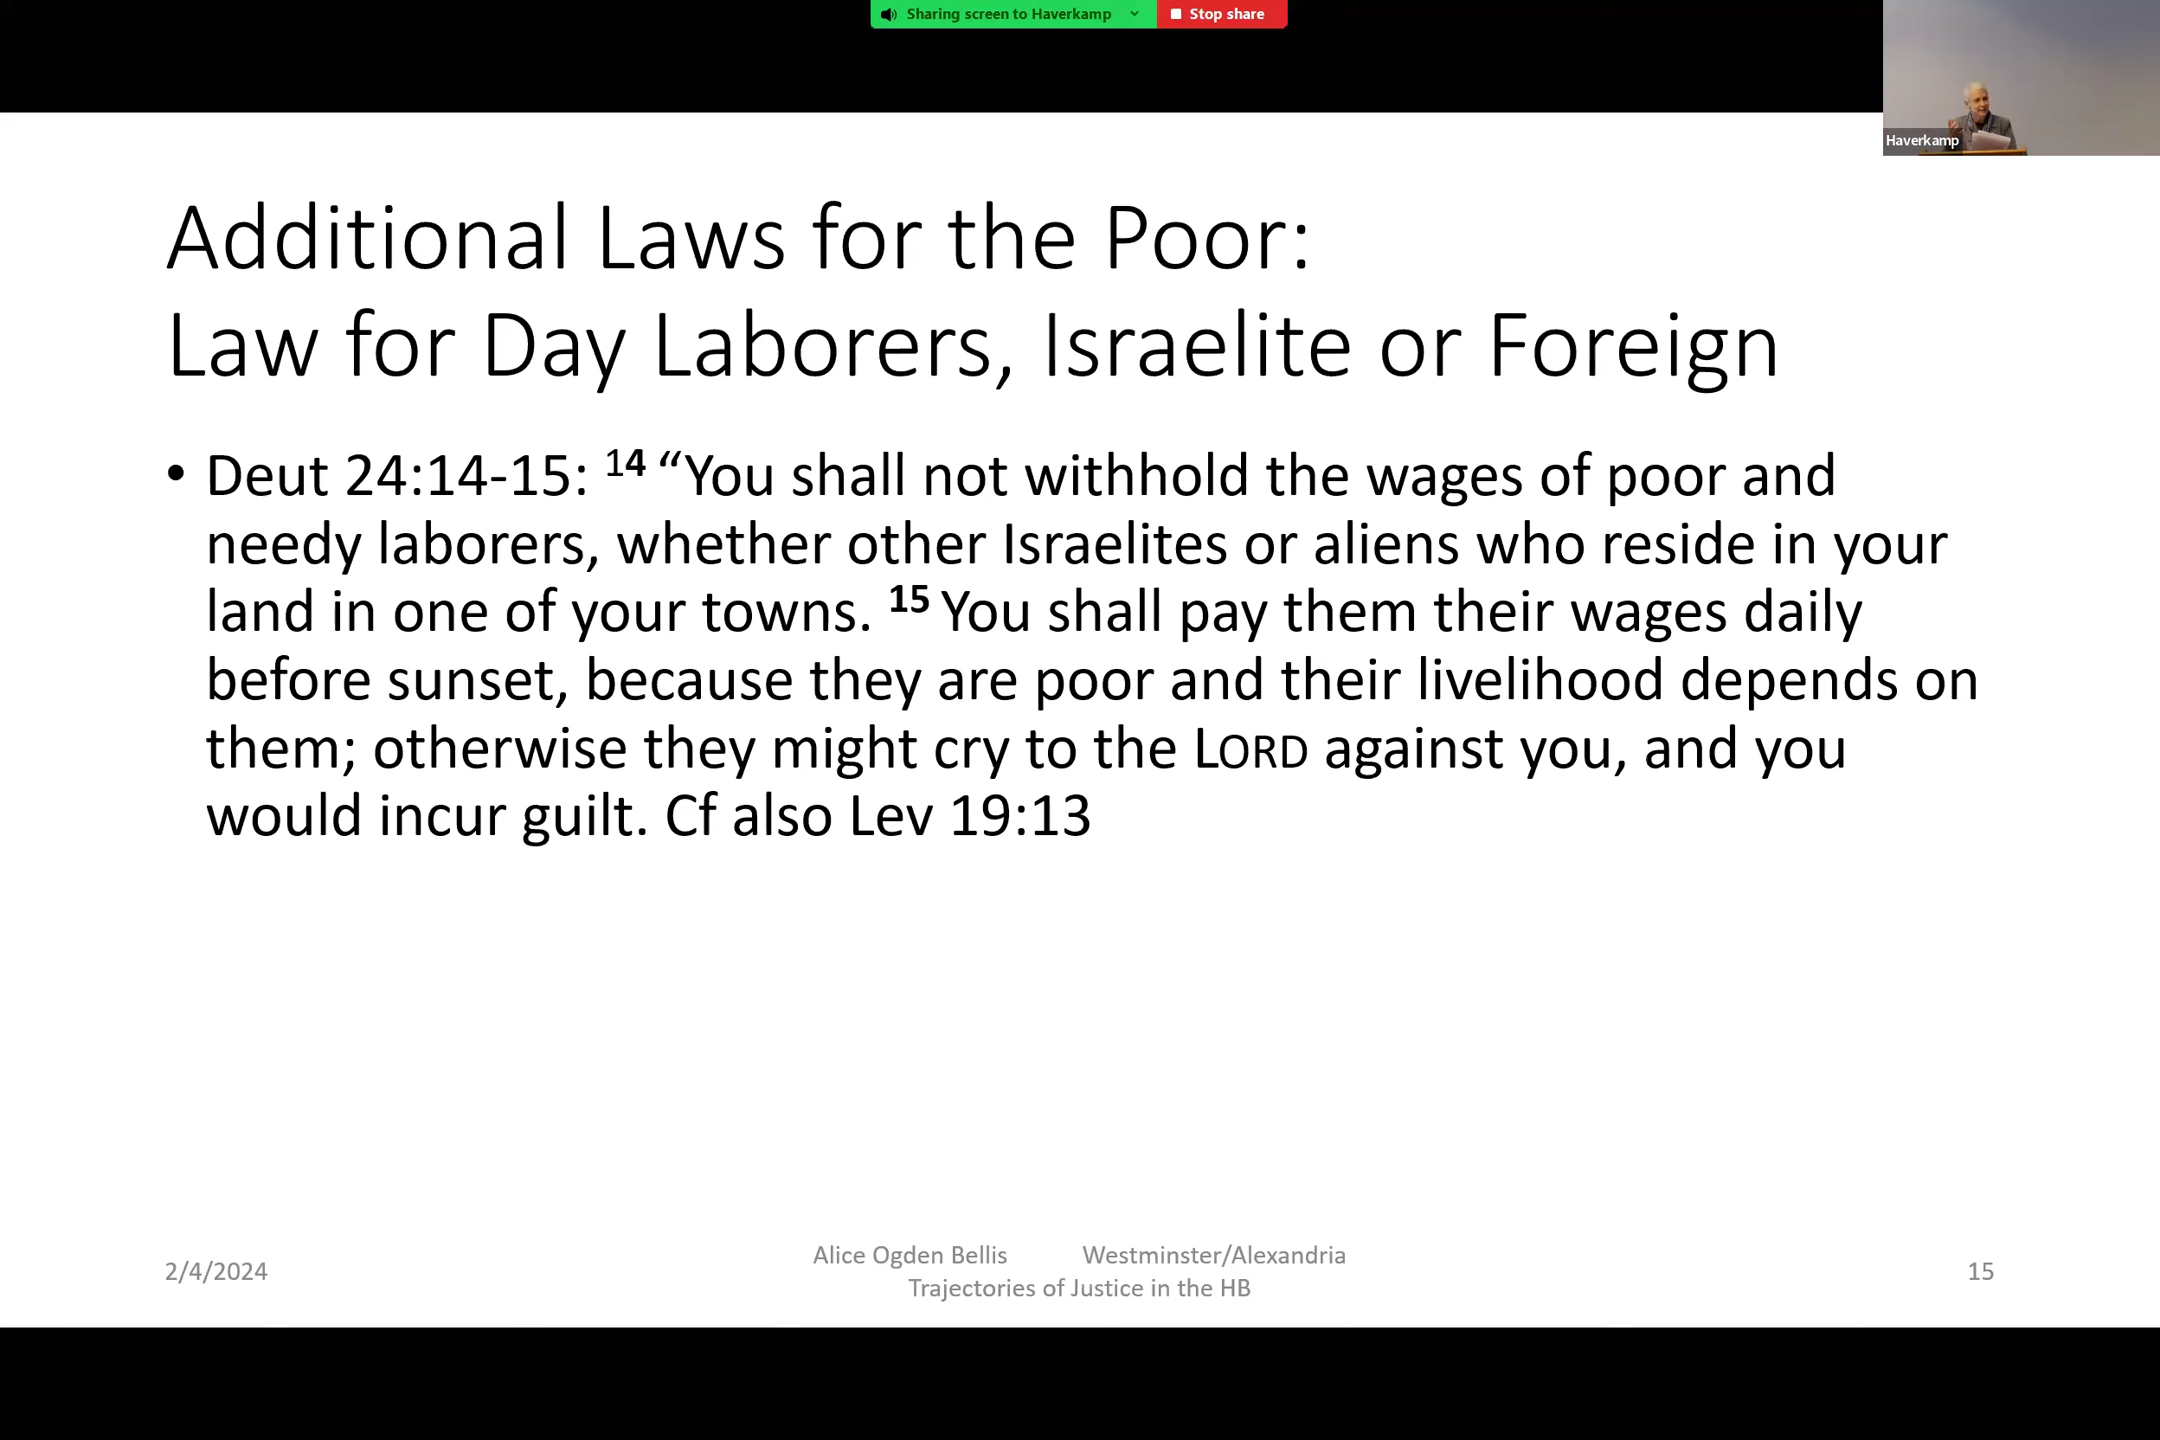 Sharing screen to Haverkamp
Stop share
Haverkamp
Additional Laws for the Poor:
Law for Day Laborers, Israelite or Foreign
• Deut 24:14-15: 14 “You shall not withhold the wages of poor and
needy laborers, whether other Israelites or aliens who reside in your
land in one of your towns. 15 You shall pay them their wages daily
before sunset, because they are poor and their livelihood depends on
them; otherwise they might cry to the LORD against you, and you
would incur guilt. Cf also Lev 19:13
2/4/2024
Alice Ogden Bellis Westminster/Alexandria
Trajectories of Justice in the HB
15